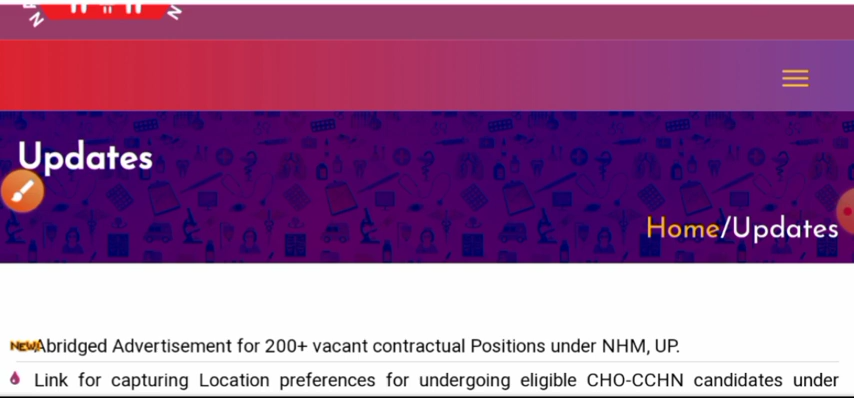 Updates
Home/Updates
NEW! Abridged Advertisement for 200+ vacant contractual Positions under NHM, UP.
Link for capturing Location preferences for undergoing eligible CHO-CCHN candidates under